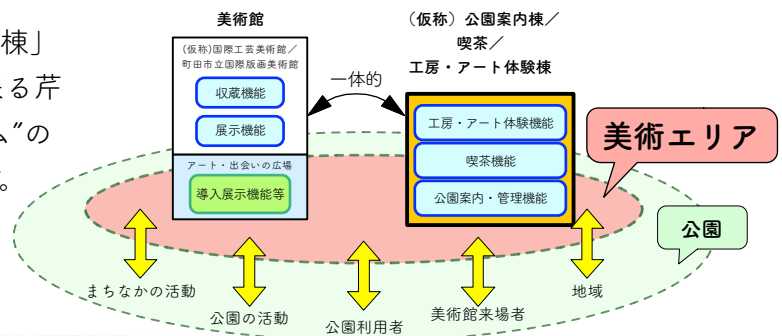 棟」
る芹
ム”の
。
美術館
(仮称)国際工芸美術館／
町田市立国際版画美術館
収蔵機能
展示機能
アート・出会いの広場
導入展示機能等
一体的
（仮称）公園案内棟／
喫茶／
工房・アート体験棟
工房・アート体験機能
喫茶機能
公園案内・管理機能
美術エリア
公園
まちなかの活動
公園の活動
公園利用者
美術館来場者
地域